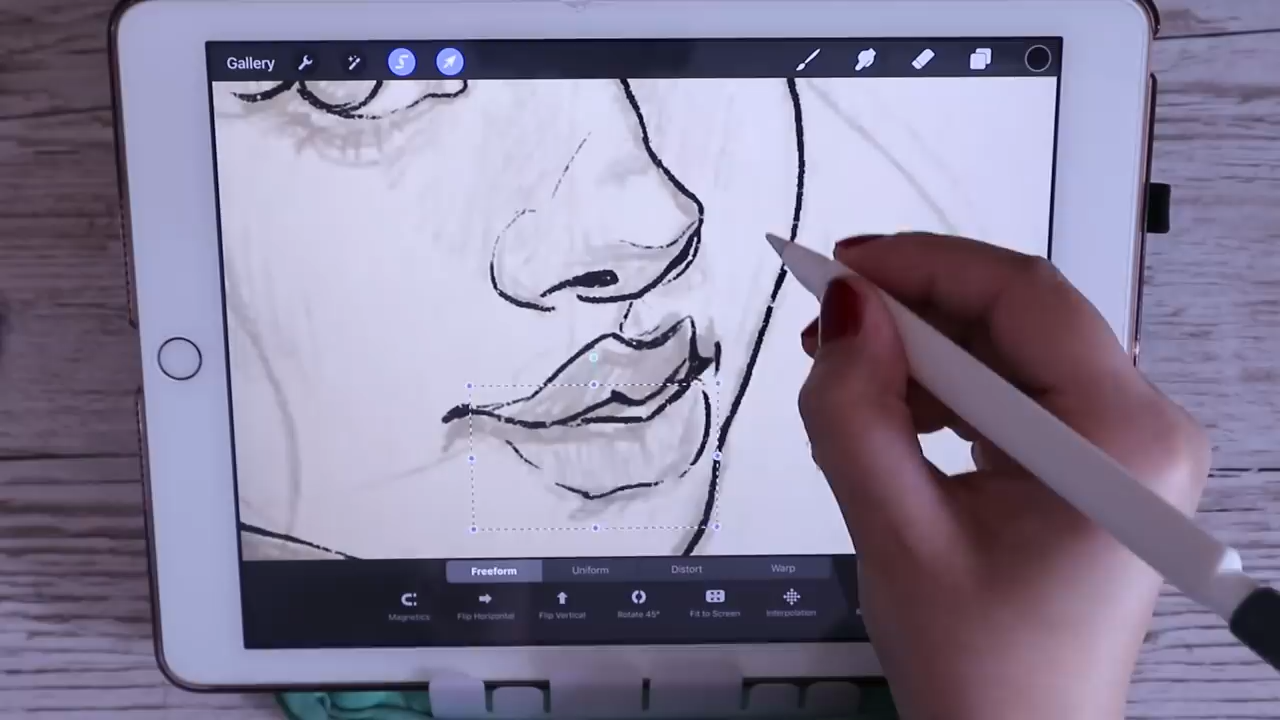 Gallery
Freeform Uniform Distort Warp
Magnetics Flip Horizontal Flip Vertical Rotate 45° Fit to Screen Interpolation